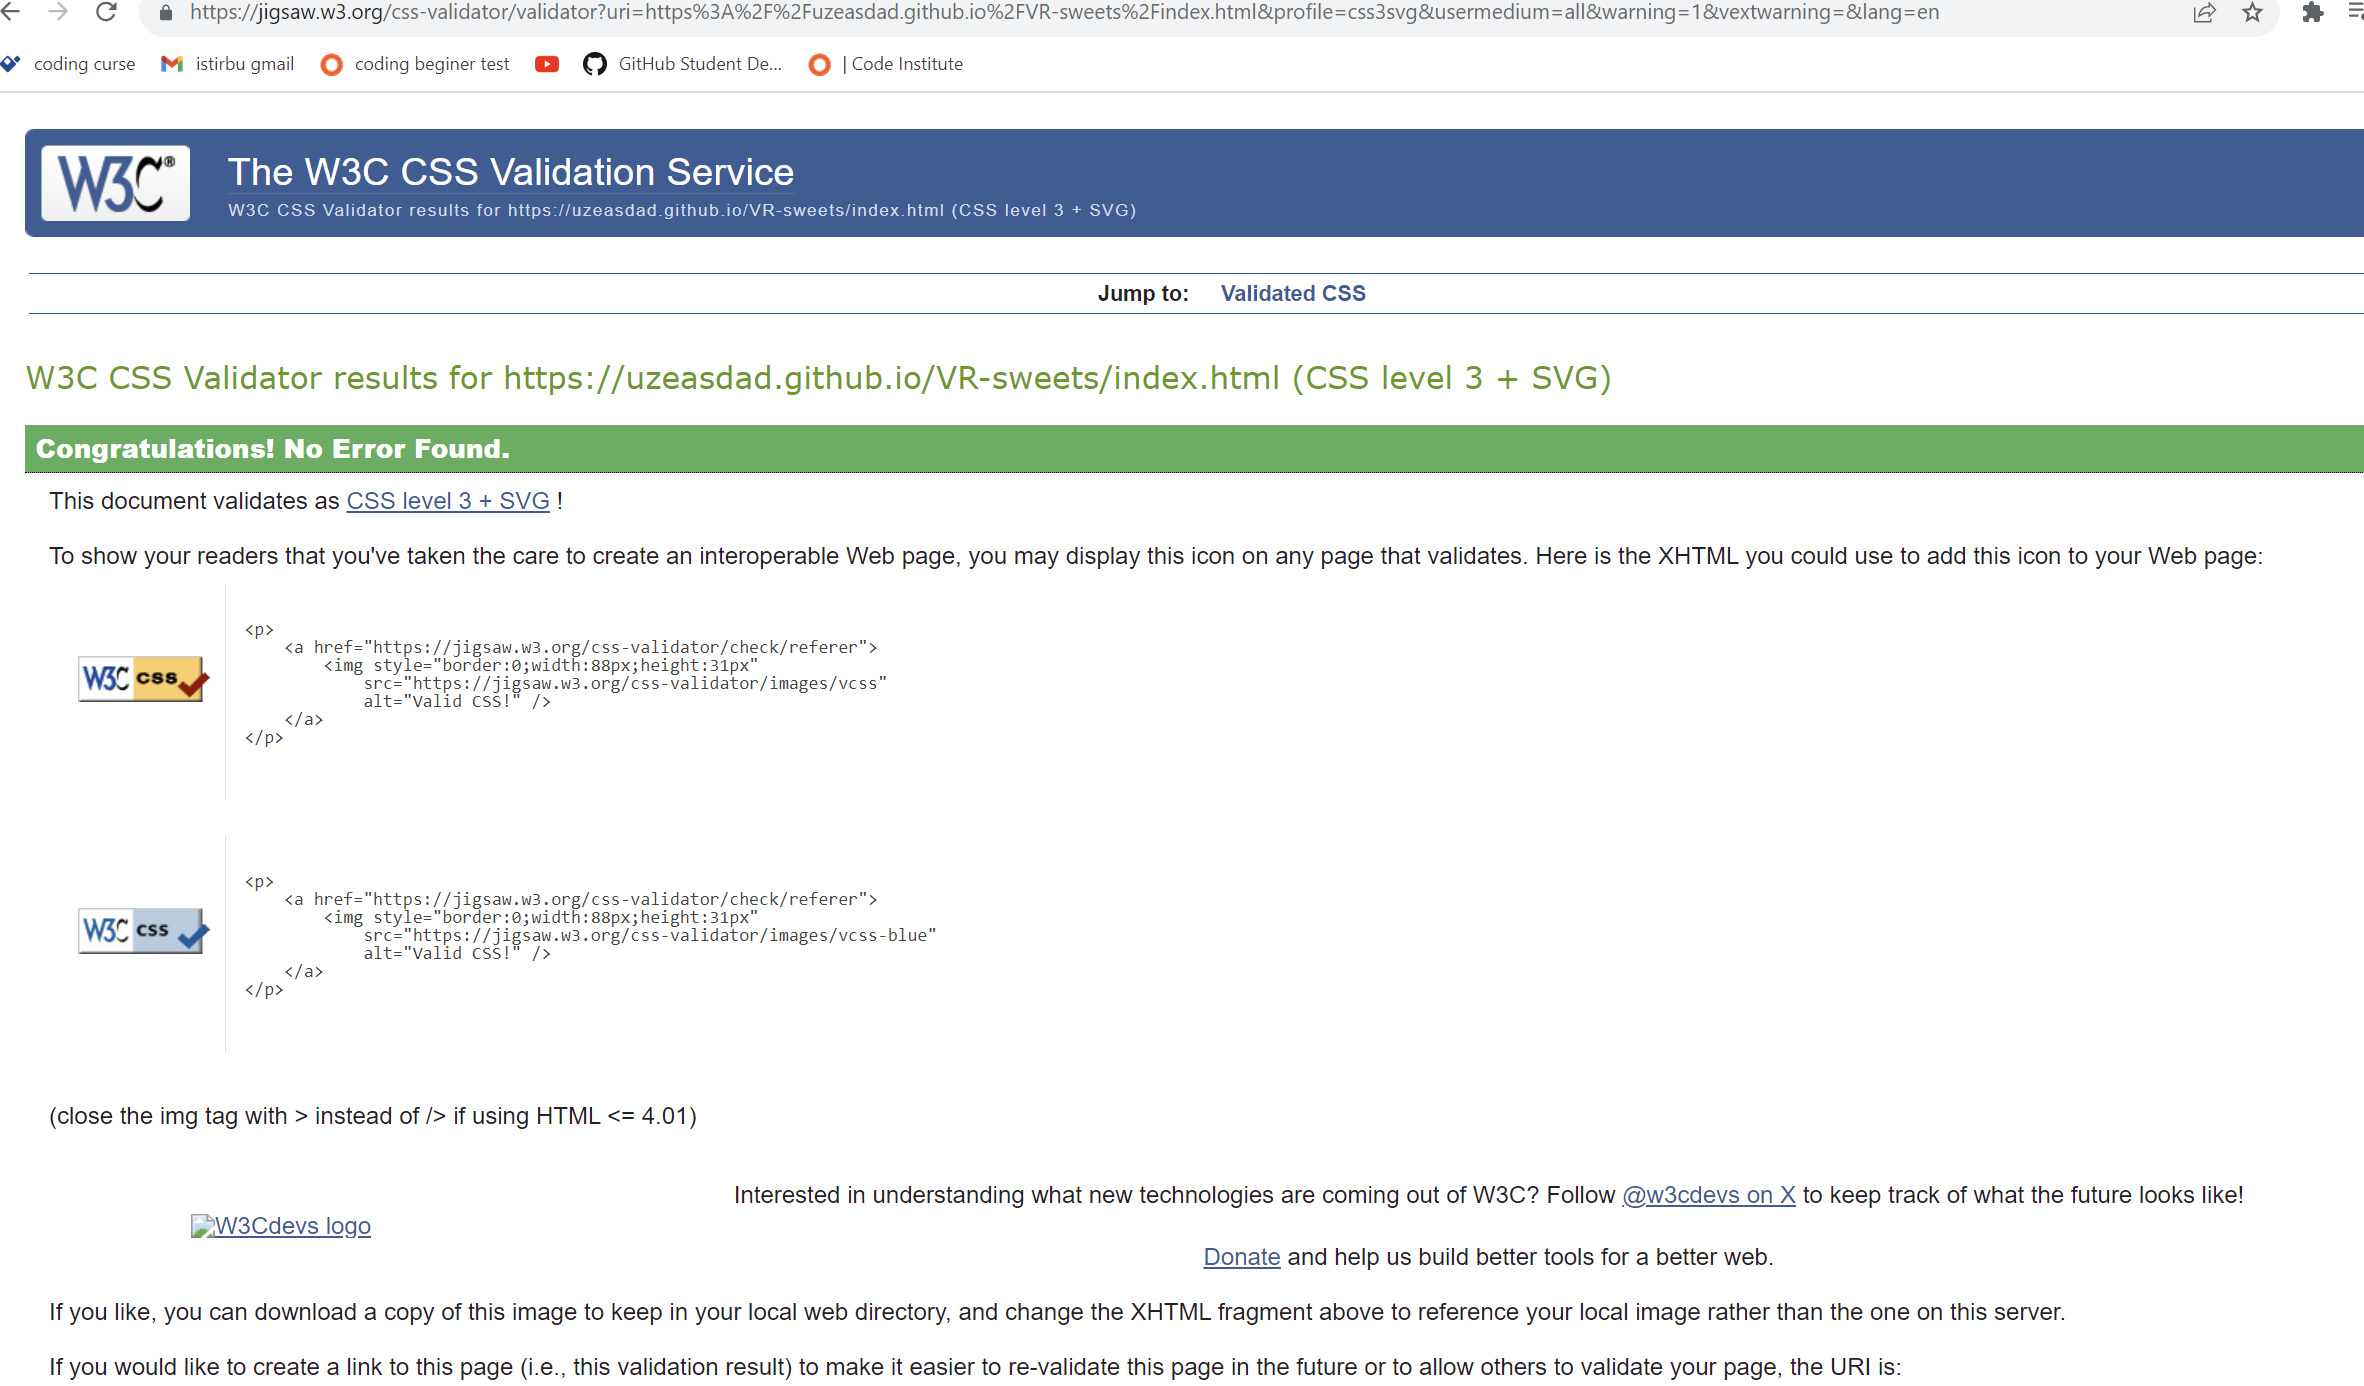 https://jigsaw.w3.org/css-validator/validator?uri=https%3A%2F%2Fuzeasdad.github.io%2FVR-sweets%2Findex.html&profile=css3svg&usermedium=all&warning=1&vextwarning=&lang=en
coding curse istirbu gmail coding beginer test GitHub Student De... | Code Institute
W3C®
The W3C CSS Validation Service
W3C CSS Validator results for https://uzeasdad.github.io/VR-sweets/index.html (CSS level 3 + SVG)
Jump to: Validated CSS
W3C CSS Validator results for https://uzeasdad.github.io/VR-sweets/index.html (CSS level 3 + SVG)
Congratulations! No Error Found.
This document validates as CSS level 3 + SVG !
To show your readers that you've taken the care to create an interoperable Web page, you may display this icon on any page that validates. Here is the XHTML you could use to add this icon to your Web page:
W3C css
<p>
<a href="https://jigsaw.w3.org/css-validator/check/referer">
<img style="border:0;width:88px;height:31px"
src="https://jigsaw.w3.org/css-validator/images/vcss"
alt="Valid CSS!" />
</a>
</p>
W3C css
<p>
<a href="https://jigsaw.w3.org/css-validator/check/referer">
<img style="border:0;width:88px;height:31px"
src="https://jigsaw.w3.org/css-validator/images/vcss-blue"
alt="Valid CSS!" />
</a>
</p>
(close the img tag with > instead of /> if using HTML <= 4.01)
Interested in understanding what new technologies are coming out of W3C? Follow @w3cdevs on X to keep track of what the future looks like!
W3Cdevs logo
Donate and help us build better tools for a better web.
If you like, you can download a copy of this image to keep in your local web directory, and change the XHTML fragment above to reference your local image rather than the one on this server.
If you would like to create a link to this page (i.e., this validation result) to make it easier to re-validate this page in the future or to allow others to validate your page, the URI is: